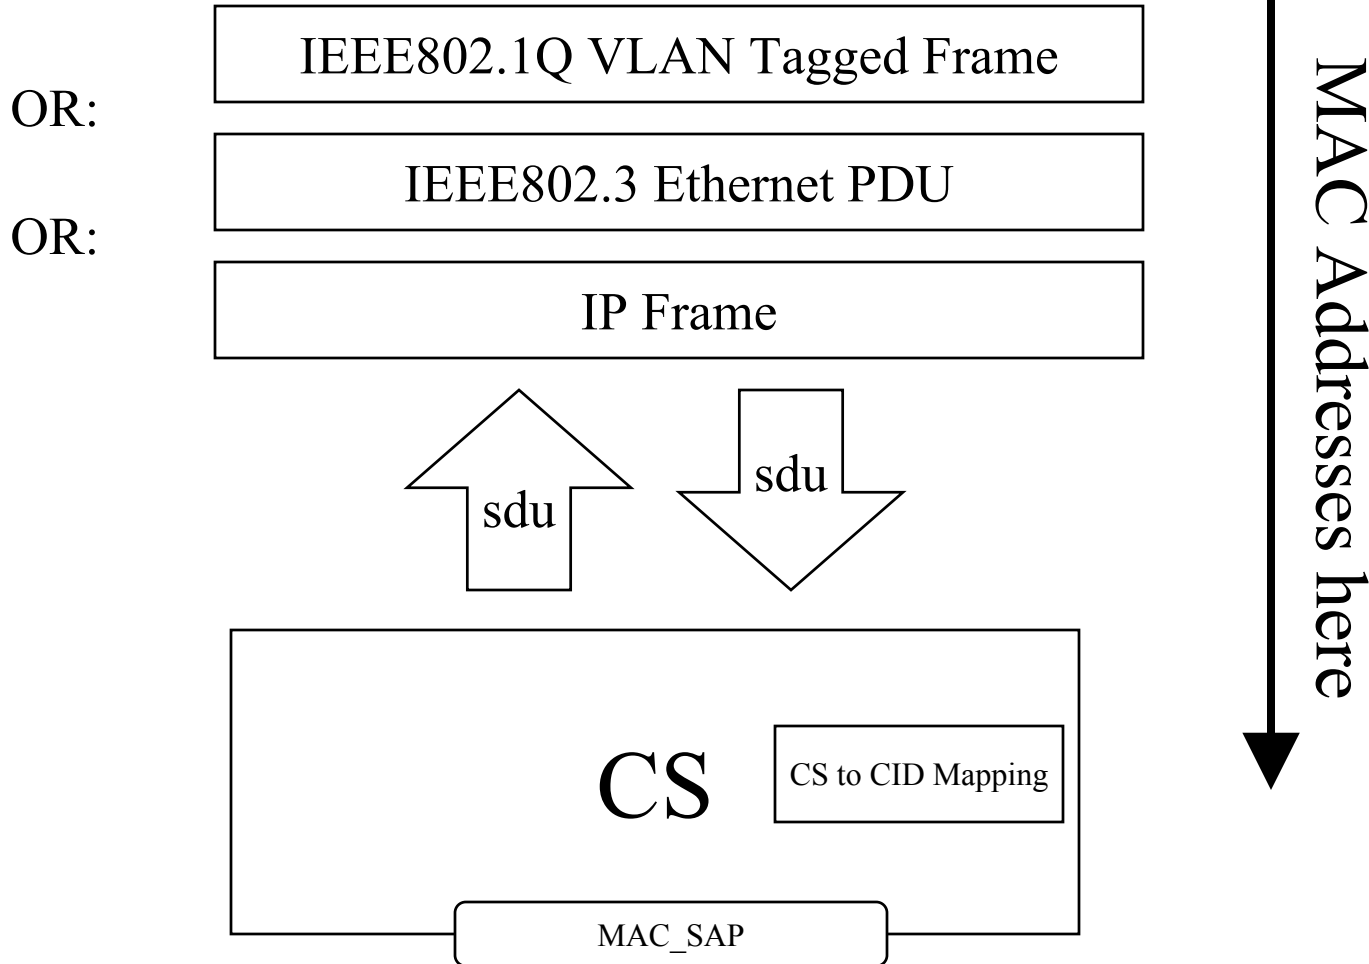 IEEE802.1Q VLAN Tagged Frame
OR:
IEEE802.3 Ethernet PDU
OR:
IP Frame
sdu
sdu
CS
CS to CID Mapping
MAC_SAP
MAC Addresses here